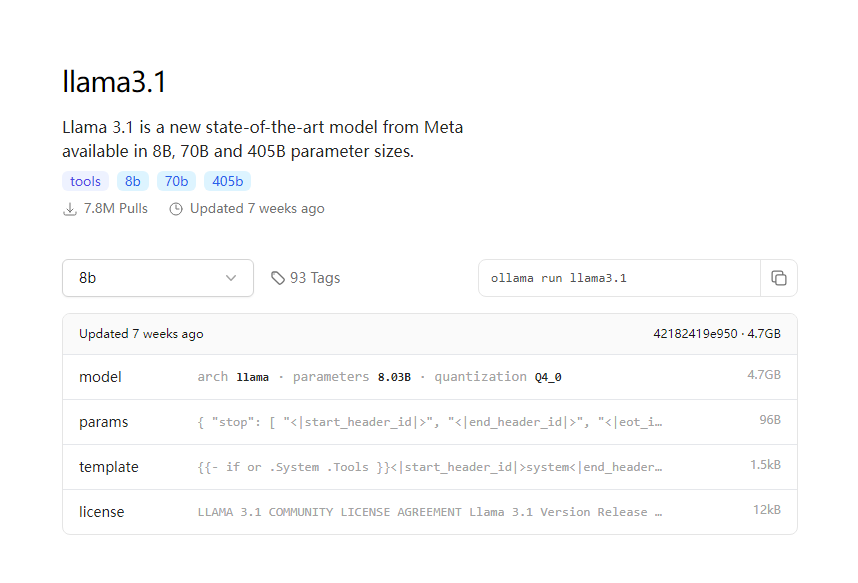 llama3.1
Llama 3.1 is a new state-of-the-art model from Meta
available in 8B, 70B and 405B parameter sizes.
tools 8b 70b 405b
7.8M Pulls Updated 7 weeks ago
8b 93 Tags ollama run llama3.1
Updated 7 weeks ago 42182419e950 · 4.7GB
model arch llama · parameters 8.03B · quantization Q4_0 4.7GB
params { "stop": [ "<|start_header_id|>", "<|end_header_id|>", "<|eot_i… 96B
template {{- if or .System .Tools }}<|start_header_id|>system<|end_header… 1.5kB
license LLAMA 3.1 COMMUNITY LICENSE AGREEMENT Llama 3.1 Version Release … 12kB